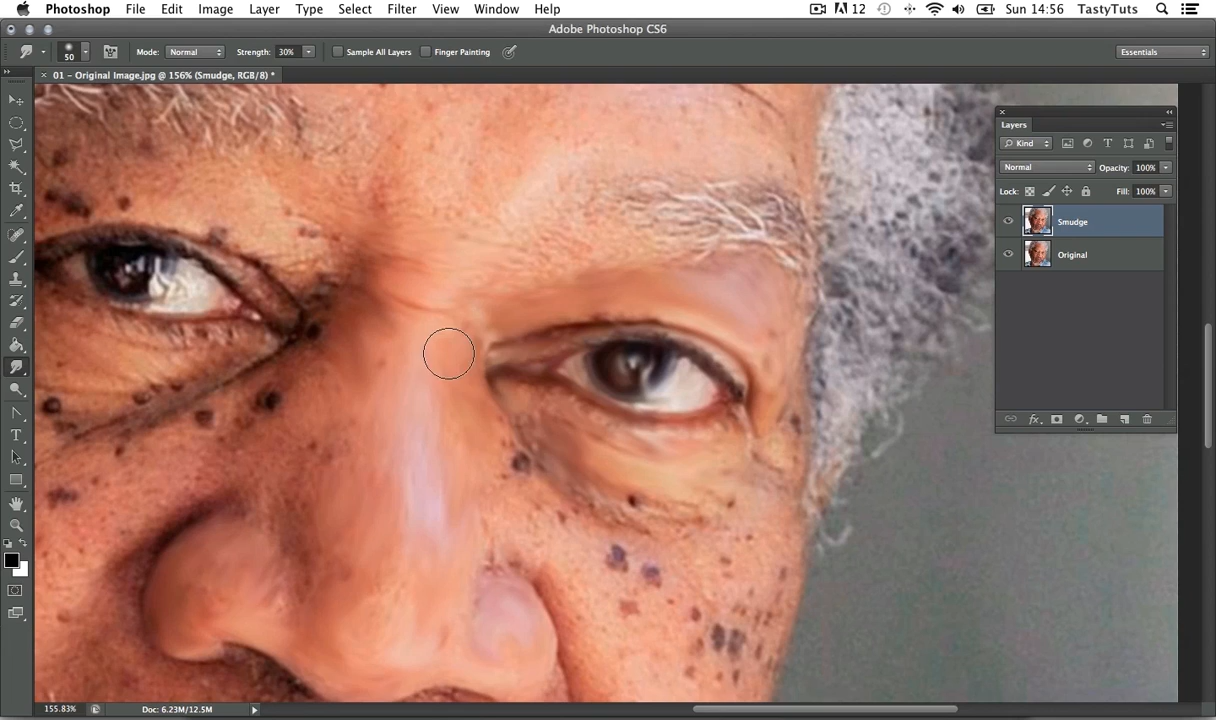 Photoshop File Edit Image Layer Type Select Filter View Window Help 12 Sun 14:56 TastyTuts
Adobe Photoshop CS6
50 Mode: Normal Strength: 30% Sample All Layers Finger Painting Essentials
× 01 - Original Image.jpg @ 156% (Smudge, RGB/8) *
Layers
Kind
Normal Opacity: 100%
Lock: Fill: 100%
Smudge
Original
fx
155.83% Doc: 6.23M/12.5M